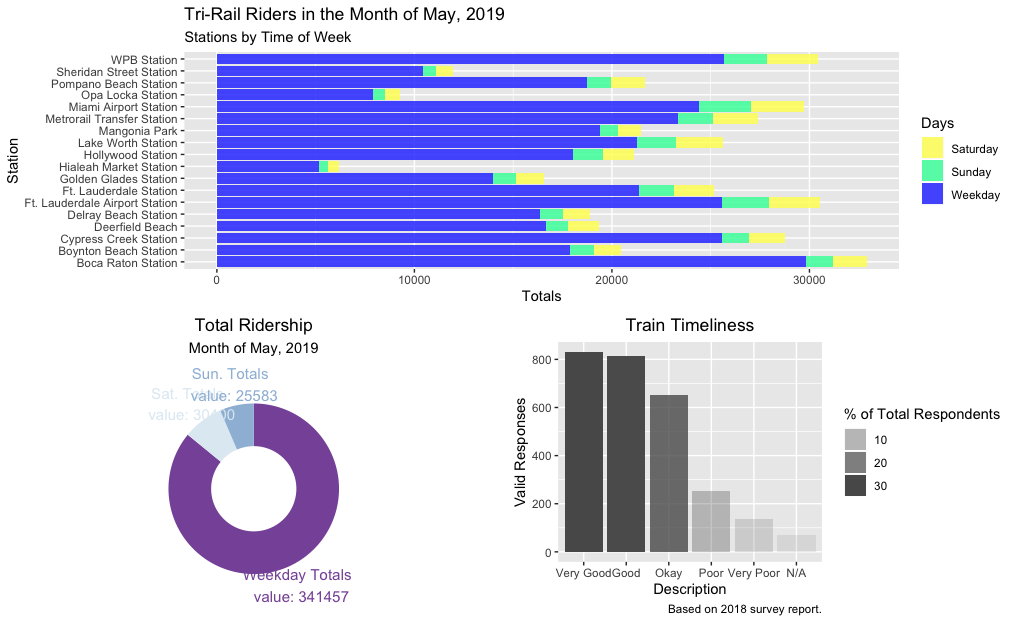 Tri-Rail Riders in the Month of May, 2019
Stations by Time of Week
Station
WPB Station
Sheridan Street Station
Pompano Beach Station
Opa Locka Station
Miami Airport Station
Metrorail Transfer Station
Mangonia Park
Lake Worth Station
Hollywood Station
Hialeah Market Station
Golden Glades Station
Ft. Lauderdale Station
Ft. Lauderdale Airport Station
Delray Beach Station
Deerfield Beach
Cypress Creek Station
Boynton Beach Station
Boca Raton Station
0 10000 20000 30000
Totals
Days
Saturday
Sunday
Weekday
Total Ridership
Month of May, 2019
Sun. Totals
value: 25583
Sat. Totals
value:
Weekday Totals
value: 341457
Train Timeliness
Valid Responses
800
600
400
200
0
Very Good Good Okay Poor Very Poor N/A
Description
Based on 2018 survey report.
% of Total Respondents
10
20
30